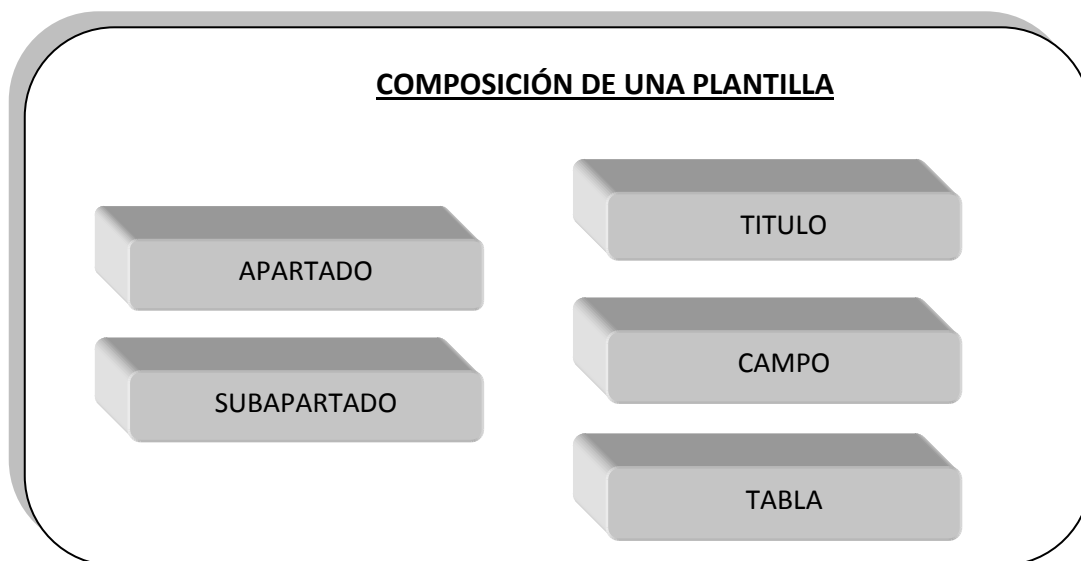 COMPOSICIÓN DE UNA PLANTILLA
APARTADO
SUBAPARTADO
TITULO
CAMPO
TABLA